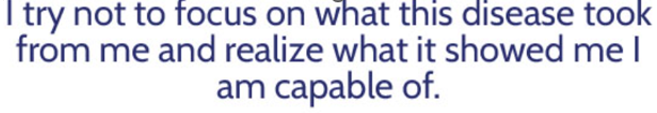 I try not to focus on what this disease took
from me and realize what it showed me I
am capable of.